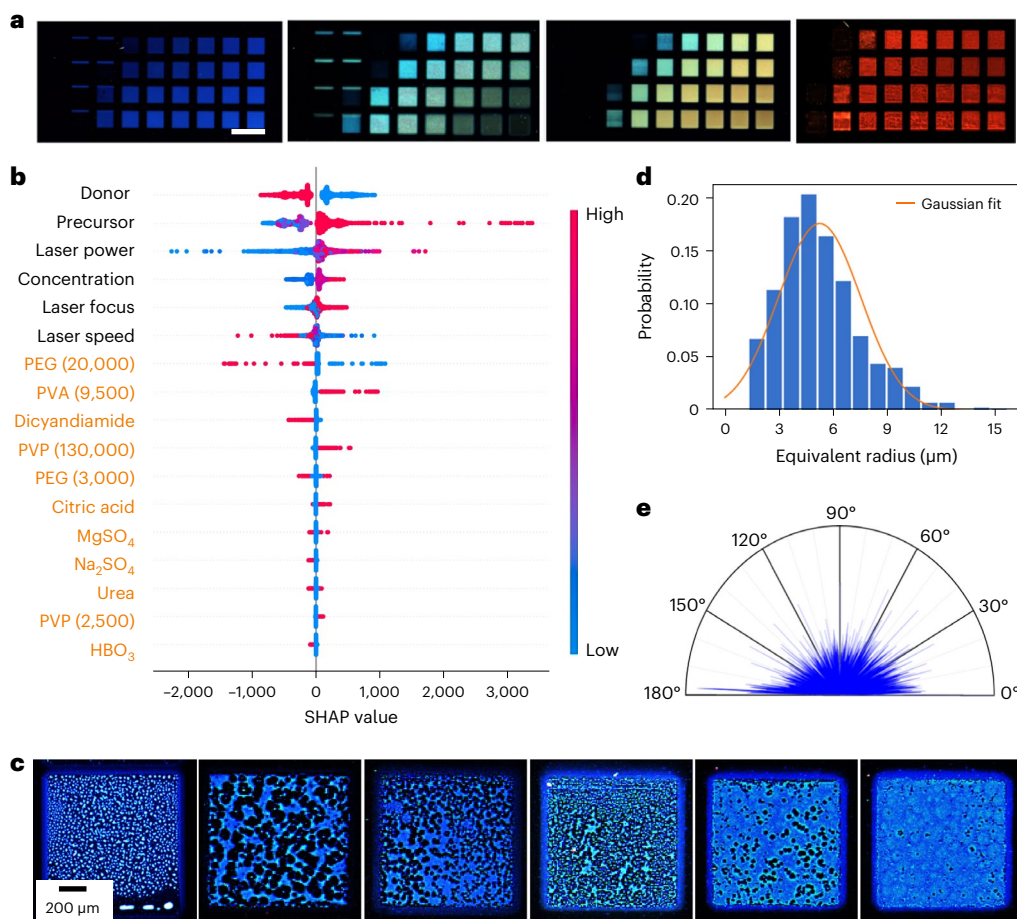 a
b
Donor
Precursor
Laser power
Concentration
Laser focus
Laser speed
PEG (20,000)
PVA (9,500)
Dicyandiamide
PVP (130,000)
PEG (3,000)
Citric acid
MgSO₄
Na₂SO₄
Urea
PVP (2,500)
HBO₃
−2,000 −1,000 0 1,000 2,000 3,000
SHAP value
High
Low
d
Gaussian fit
0.20
0.15
0.10
0.05
0
Probability
0 3 6 9 12 15
Equivalent radius (μm)
e
90°
120° 60°
150° 30°
180° 0°
c
200 μm